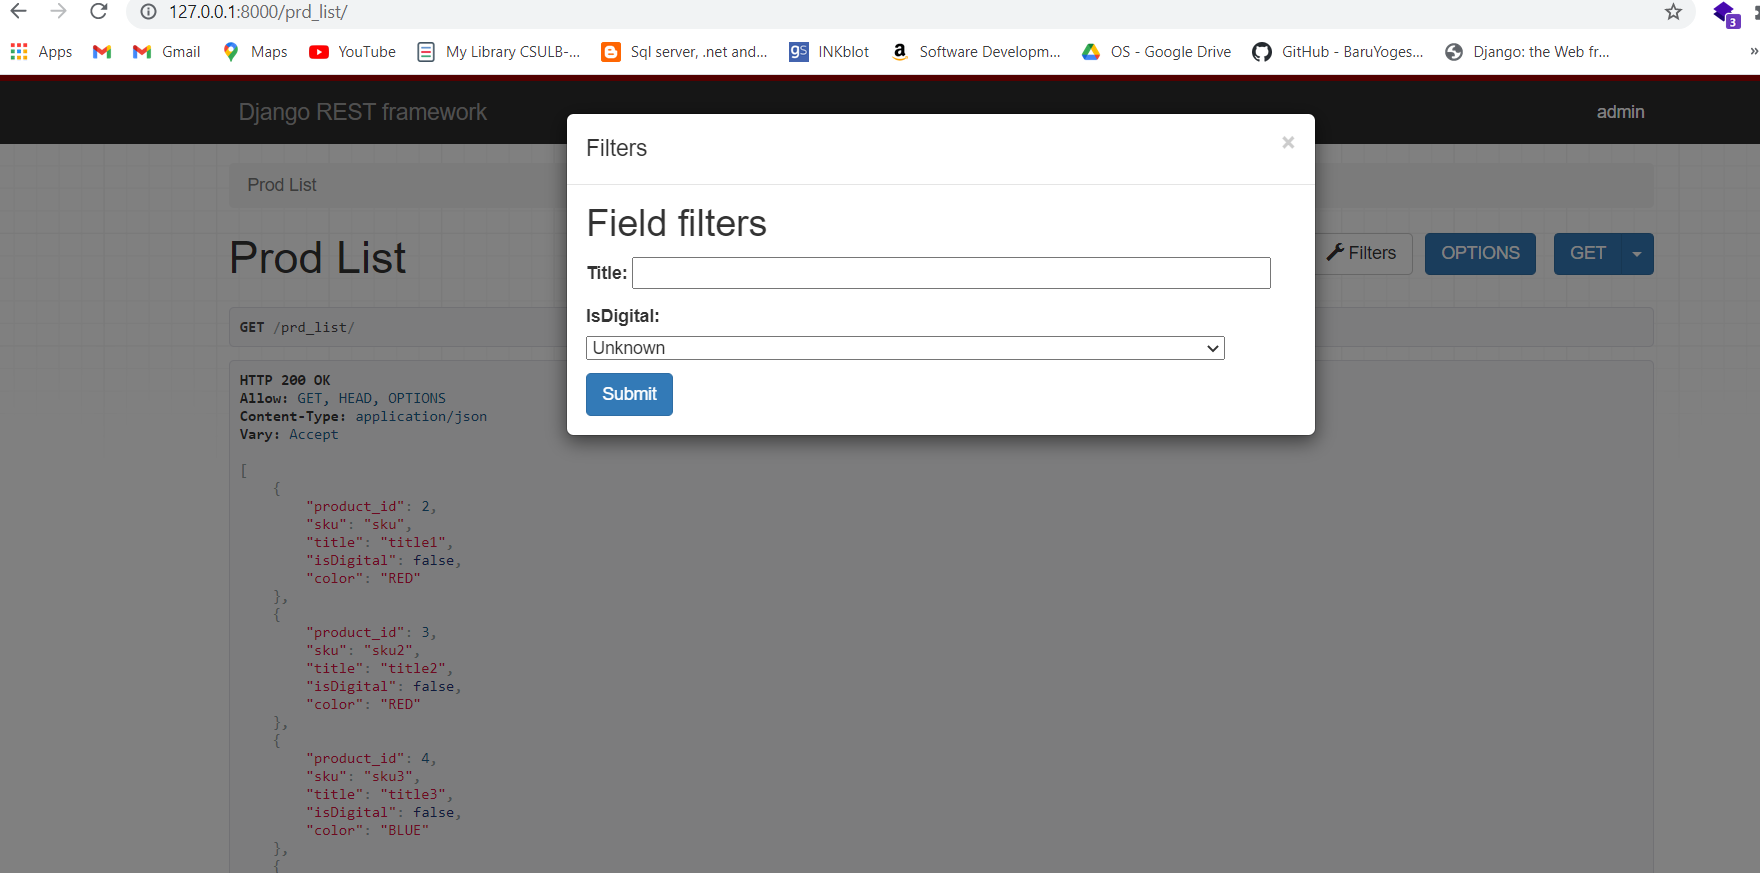 127.0.0.1:8000/prd_list/
3
Apps Gmail Maps YouTube My Library CSULB-... Sql server, .net and... gs INKblot a Software Developm... OS - Google Drive GitHub - BaruYoges... Django: the Web fr... »
Django REST framework
admin
Filters ×
Prod List
Field filters
Prod List
Filters OPTIONS GET
Title:
IsDigital:
GET /prd_list/
Unknown
Submit
HTTP 200 OK
Allow: GET, HEAD, OPTIONS
Content-Type: application/json
Vary: Accept
[
{
"product_id": 2,
"sku": "sku",
"title": "title1",
"isDigital": false,
"color": "RED"
},
{
"product_id": 3,
"sku": "sku2",
"title": "title2",
"isDigital": false,
"color": "RED"
},
{
"product_id": 4,
"sku": "sku3",
"title": "title3",
"isDigital": false,
"color": "BLUE"
},
{